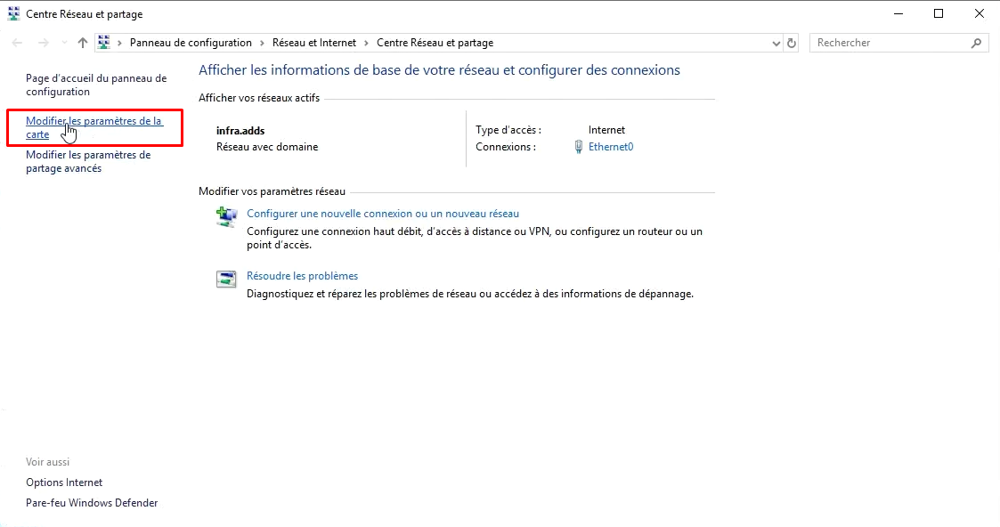 Centre Réseau et partage
Panneau de configuration > Réseau et Internet > Centre Réseau et partage
Rechercher
Page d'accueil du panneau de
configuration
Modifier les paramètres de la
carte
Modifier les paramètres de
partage avancés
Afficher les informations de base de votre réseau et configurer des connexions
Afficher vos réseaux actifs
infra.adds
Réseau avec domaine
Type d'accès : Internet
Connexions : Ethernet0
Modifier vos paramètres réseau
Configurer une nouvelle connexion ou un nouveau réseau
Configurez une connexion haut débit, d'accès à distance ou VPN, ou configurez un routeur ou un
point d'accès.
Résoudre les problèmes
Diagnostiquez et réparez les problèmes de réseau ou accédez à des informations de dépannage.
Voir aussi
Options Internet
Pare-feu Windows Defender